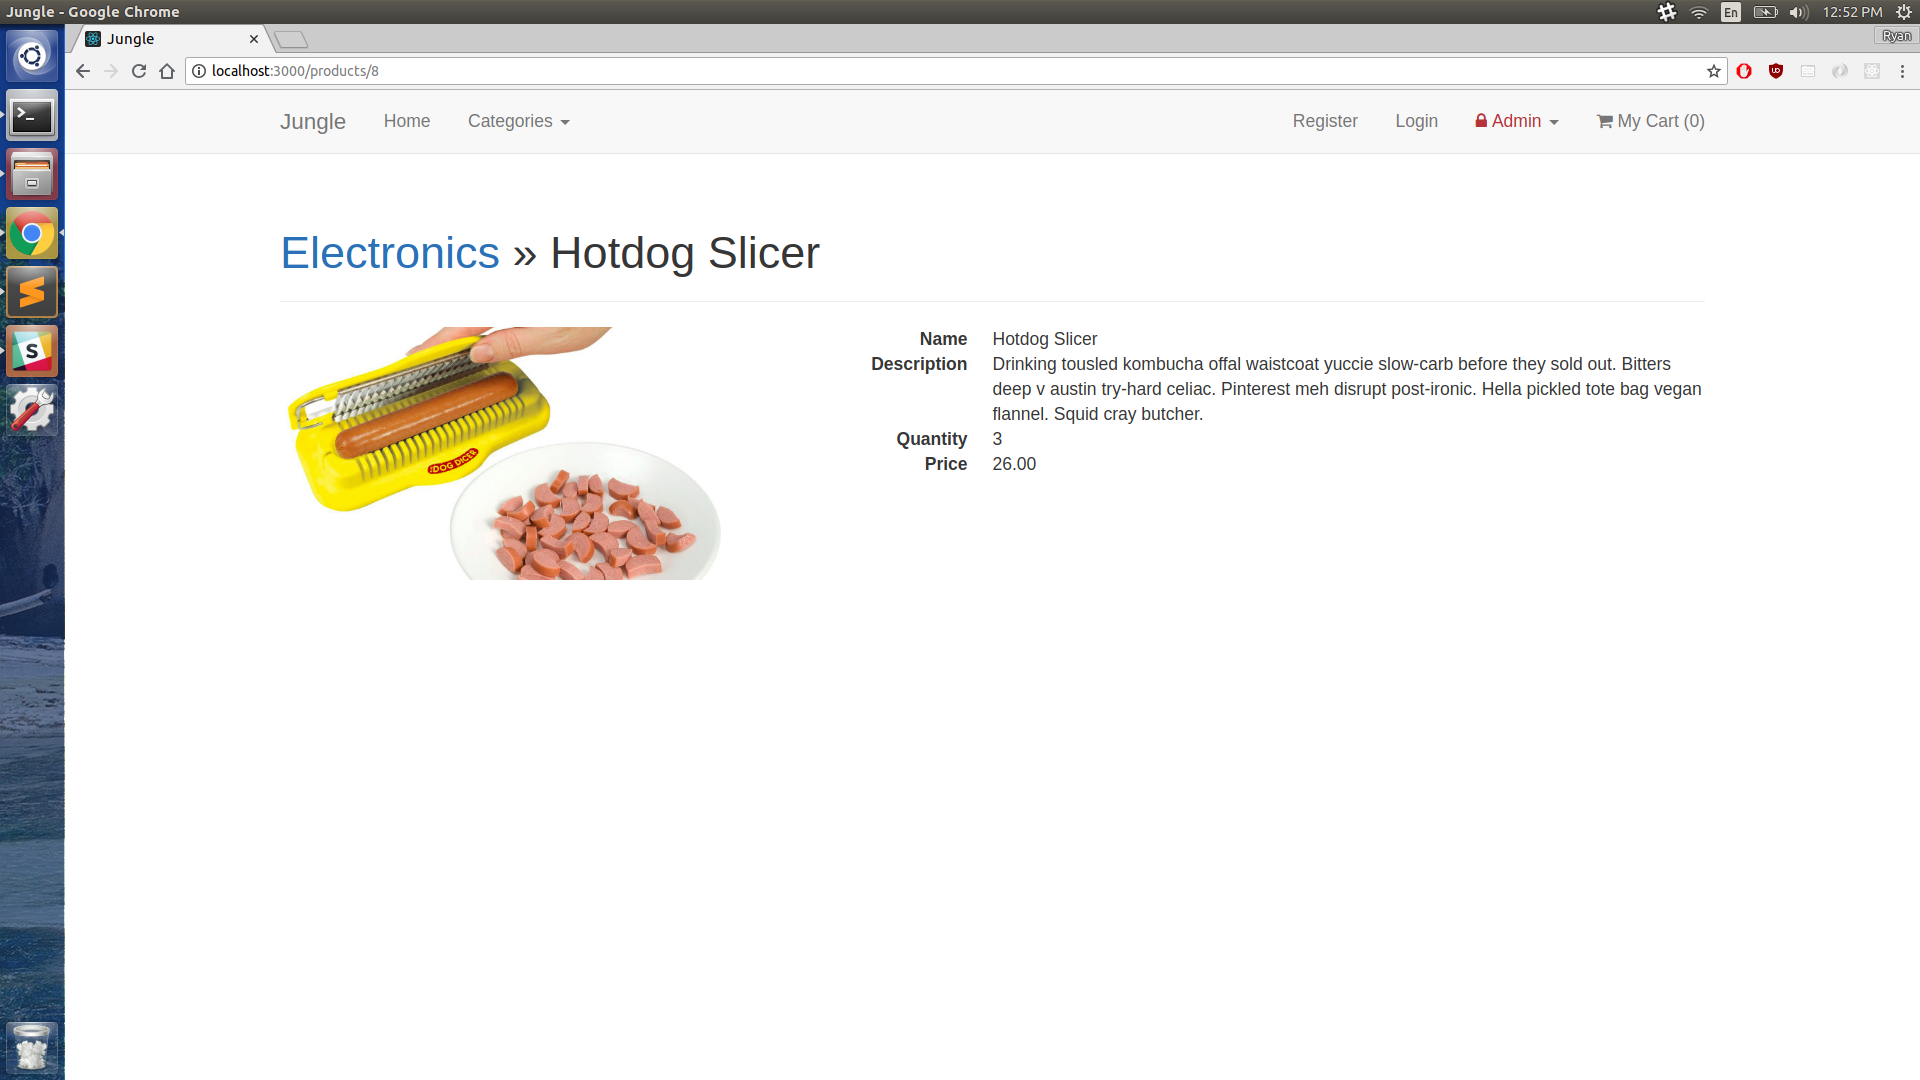 Jungle - Google Chrome
En
12:52 PM
Jungle
Ryan
localhost:3000/products/8
Jungle
Home
Categories
Register
Login
Admin
My Cart (0)
Electronics » Hotdog Slicer
DOG DICER
Name
Hotdog Slicer
Description
Drinking tousled kombucha offal waistcoat yuccie slow-carb before they sold out. Bitters
deep v austin try-hard celiac. Pinterest meh disrupt post-ironic. Hella pickled tote bag vegan
flannel. Squid cray butcher.
Quantity
3
Price
26.00